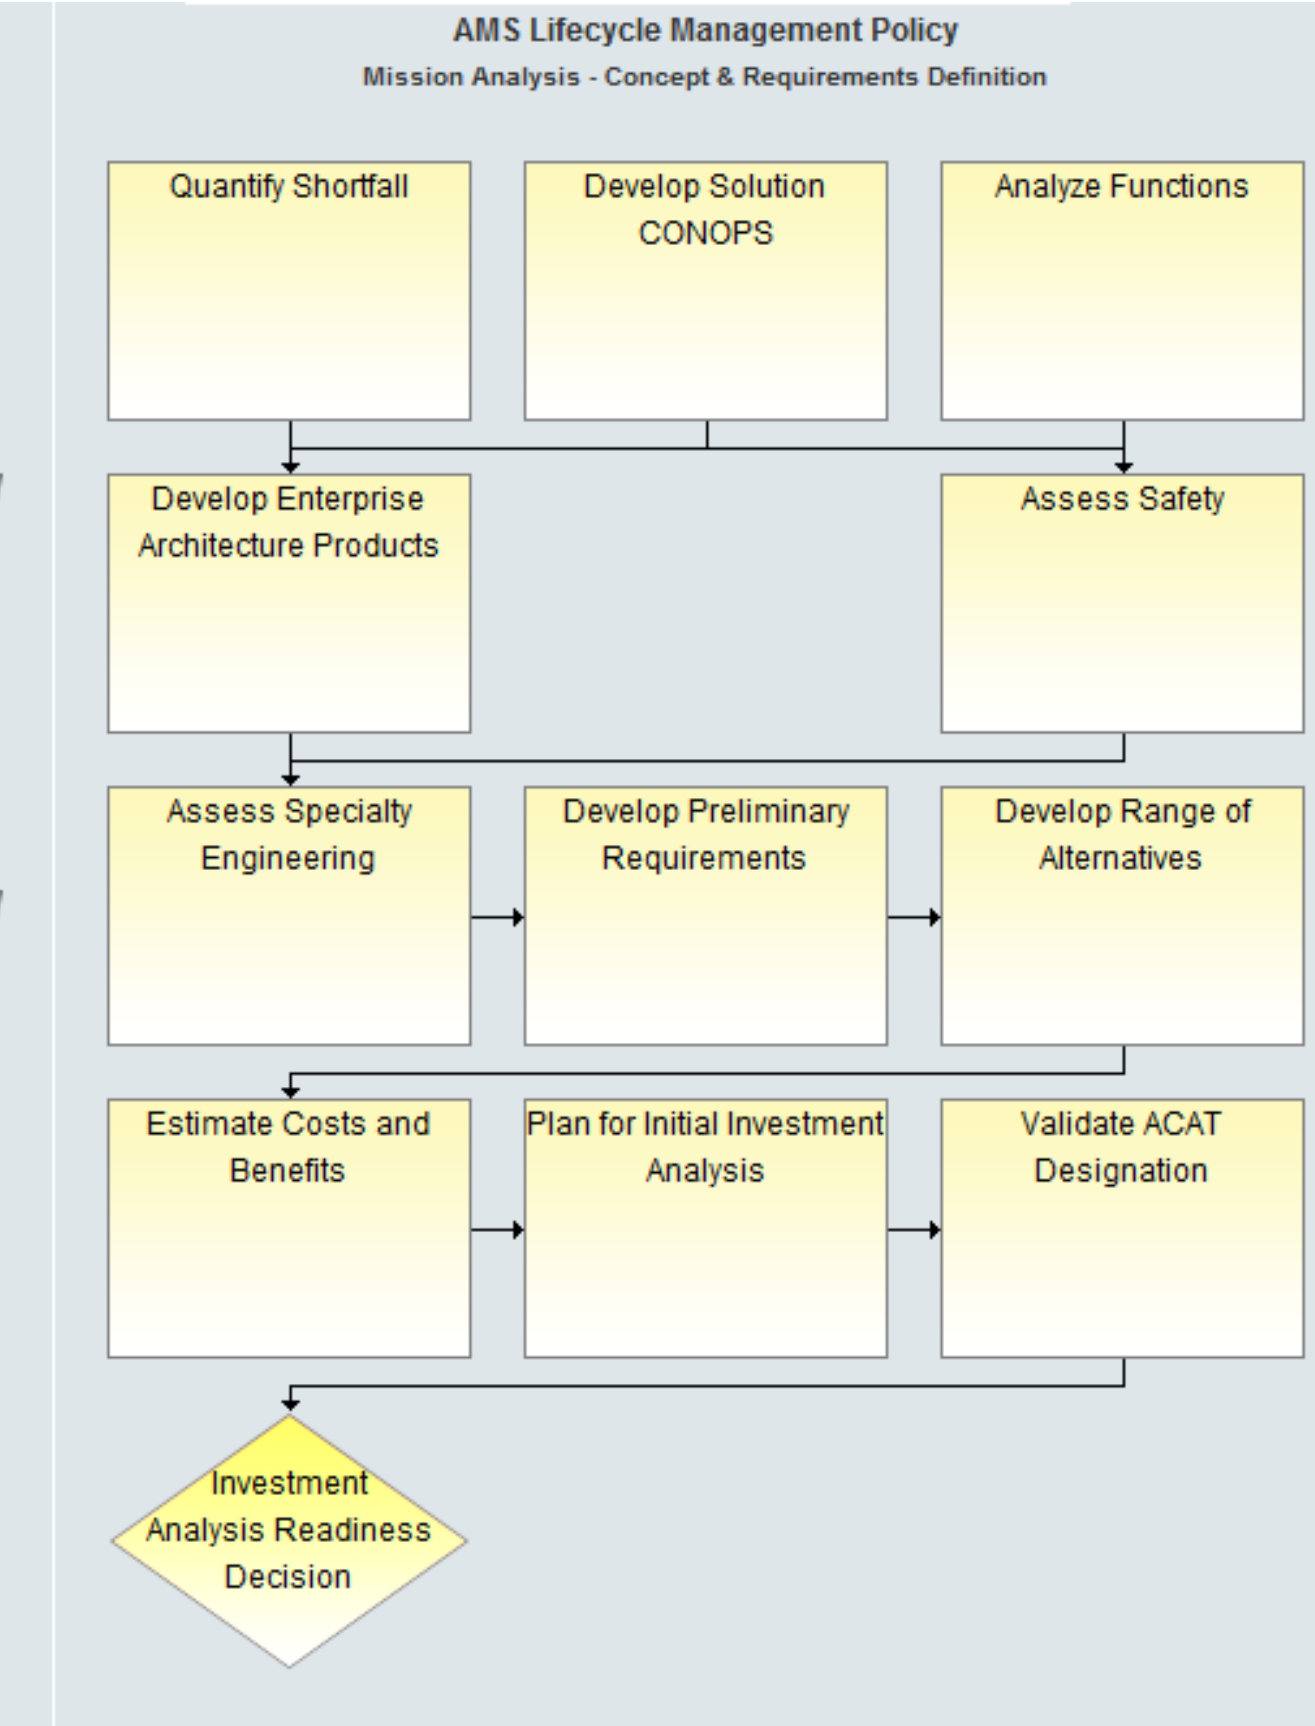 AMS Lifecycle Management Policy
Mission Analysis - Concept & Requirements Definition
Quantify Shortfall
Develop Solution
CONOPS
Analyze Functions
Develop Enterprise
Architecture Products
Assess Safety
Assess Specialty
Engineering
Develop Preliminary
Requirements
Develop Range of
Alternatives
Estimate Costs and
Benefits
Plan for Initial Investment
Analysis
Validate ACAT
Designation
Investment
Analysis Readiness
Decision